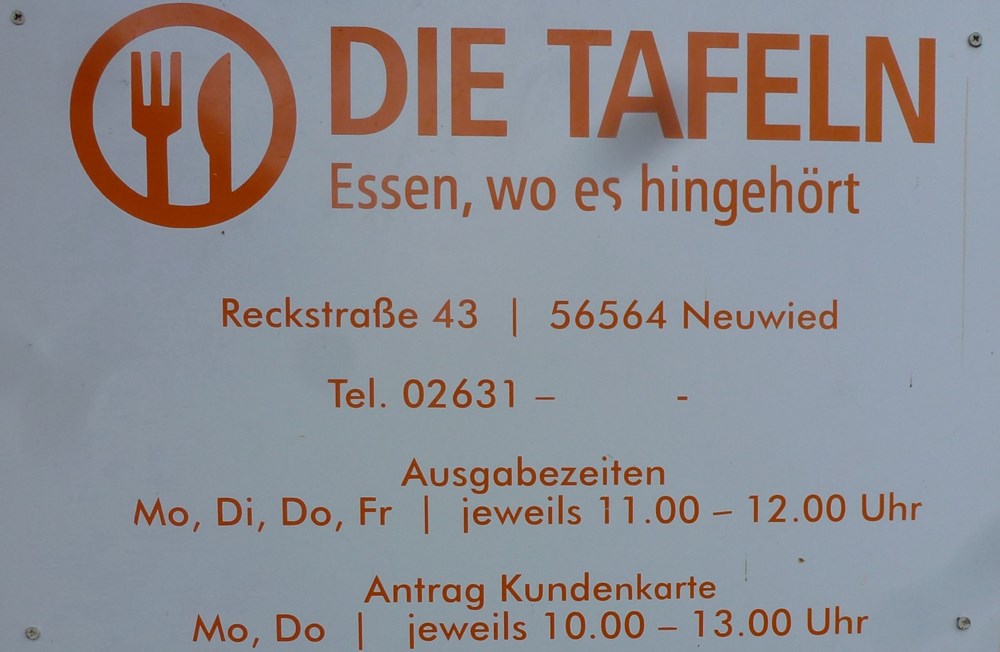 DIE TAFELN
Essen, wo es hingehört
Reckstraße 43 | 56564 Neuwied
Tel. 02631 – -
Ausgabezeiten
Mo, Di, Do, Fr | jeweils 11.00 – 12.00 Uhr
Antrag Kundenkarte
Mo, Do | jeweils 10.00 – 13.00 Uhr